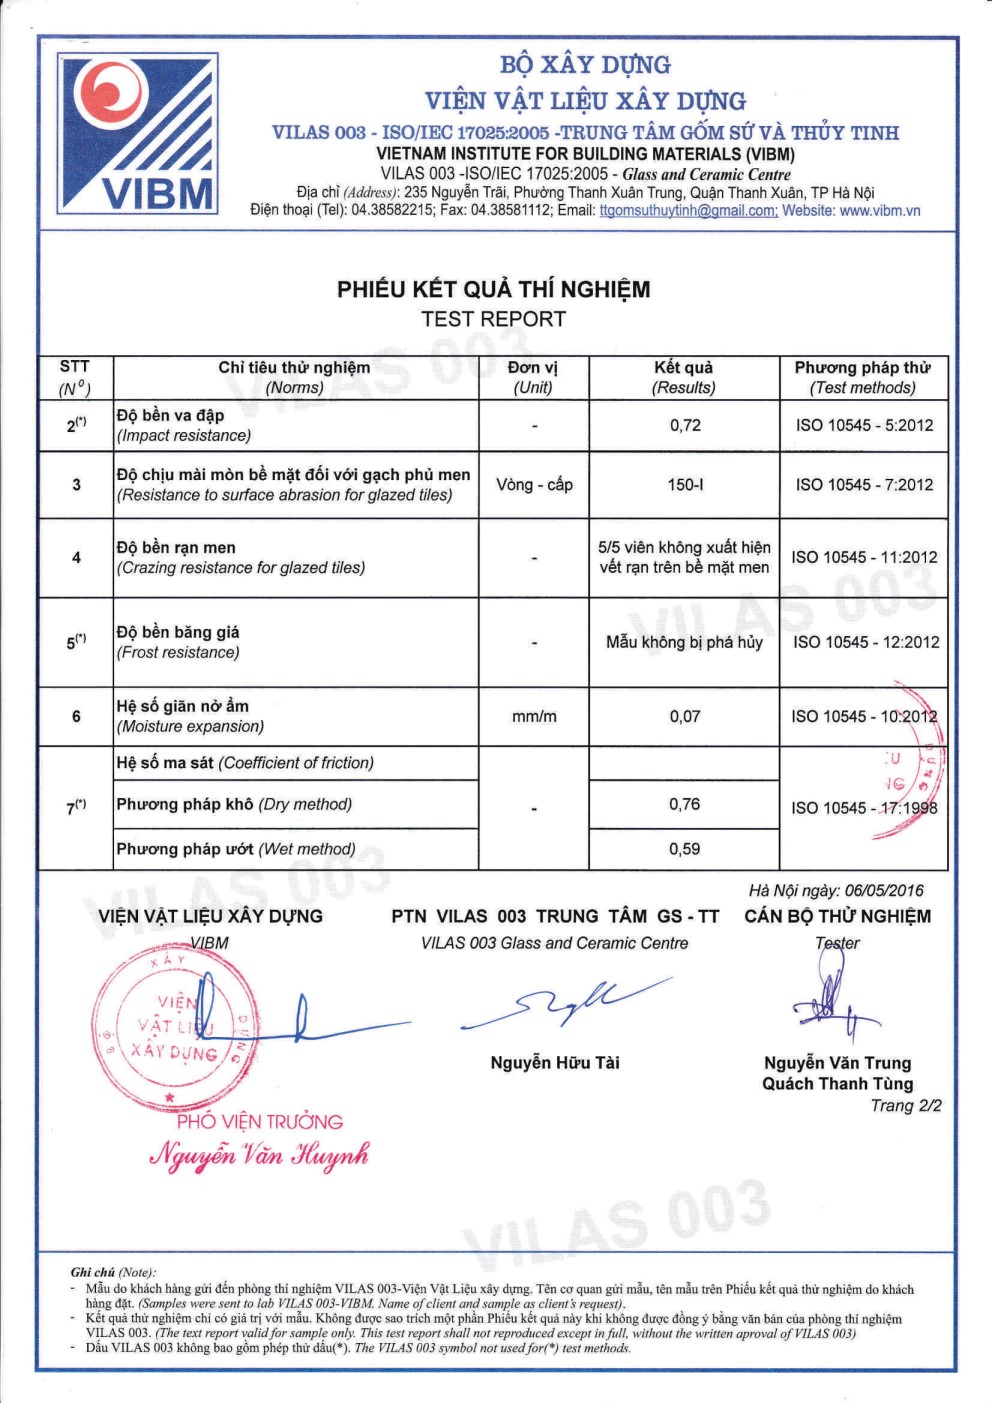 VIBM
BỘ XÂY DỰNG
VIỆN VẬT LIỆU XÂY DỰNG
VILAS 003 - ISO/IEC 17025:2005 -TRUNG TÂM GỐM SỨ VÀ THỦY TINH
VIETNAM INSTITUTE FOR BUILDING MATERIALS (VIBM)
VILAS 003 -ISO/IEC 17025:2005 - Glass and Ceramic Centre
Địa chỉ (Address): 235 Nguyễn Trãi, Phường Thanh Xuân Trung, Quận Thanh Xuân, TP Hà Nội
Điện thoại (Tel): 04.38582215; Fax: 04.38581112; Email: ttgomsuthuytinh@gmail.com; Website: www.vibm.vn
PHIẾU KẾT QUẢ THÍ NGHIỆM
TEST REPORT
VILAS 003
STT Chỉ tiêu thử nghiệm Đơn vị Kết quả Phương pháp thử
(Nº) (Norms) (Unit) (Results) (Test methods)
2(*) Độ bền va đập - 0,72 ISO 10545 - 5:2012
(Impact resistance)
3 Độ chịu mài mòn bề mặt đối với gạch phủ men Vòng - cấp 150-I ISO 10545 - 7:2012
(Resistance to surface abrasion for glazed tiles)
4 Độ bền rạn men - 5/5 viên không xuất hiện ISO 10545 - 11:2012
(Crazing resistance for glazed tiles) vết rạn trên bề mặt men
VILAS 003
5(*) Độ bền băng giá - Mẫu không bị phá hủy ISO 10545 - 12:2012
(Frost resistance)
6 Hệ số giãn nở ẩm mm/m 0,07 ISO 10545 - 10:2012
(Moisture expansion)
Hệ số ma sát (Coefficient of friction)
7(*) Phương pháp khô (Dry method) - 0,76 ISO 10545 - 17:1998
Phương pháp ướt (Wet method) 0,59
VILAS 003
Hà Nội ngày: 06/05/2016
VIỆN VẬT LIỆU XÂY DỰNG PTN VILAS 003 TRUNG TÂM GS - TT CÁN BỘ THỬ NGHIỆM
VIBM VILAS 003 Glass and Ceramic Centre Tester
XÂY DỰNG
VIỆN
VẬT LIỆU
XÂY DỰNG
Nguyễn Hữu Tài Nguyễn Văn Trung
Quách Thanh Tùng
Trang 2/2
PHÓ VIỆN TRƯỞNG
Nguyễn Văn Huynh
VILAS 003
Ghi chú (Note):
- Mẫu do khách hàng gửi đến phòng thí nghiệm VILAS 003-Viện Vật Liệu xây dựng. Tên cơ quan gửi mẫu, tên mẫu trên Phiếu kết quả thử nghiệm do khách
hàng đặt. (Samples were sent to lab VILAS 003-VIBM. Name of client and sample as client's request).
- Kết quả thử nghiệm chỉ có giá trị với mẫu. Không được sao trích một phần Phiếu kết quả này khi không được đồng ý bằng văn bản của phòng thí nghiệm
VILAS 003. (The text report valid for sample only. This test report shall not reproduced except in full, without the written aproval of VILAS 003)
- Dấu VILAS 003 không bao gồm phép thử dấu(*). The VILAS 003 symbol not used for(*) test methods.